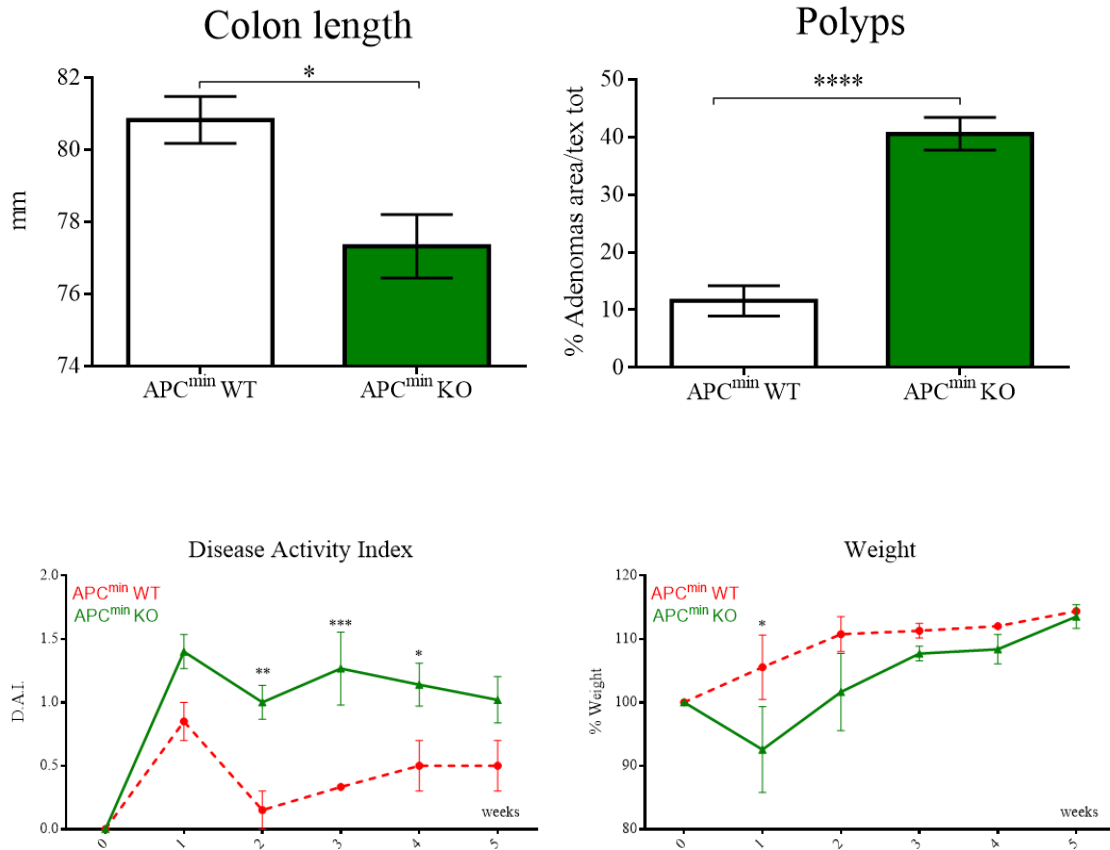 Colon length
*
82
80
78
76
74
mm
APCmin WT
APCmin KO
Polyps
****
50
40
30
20
10
0
% Adenomas area/tex tot
APCmin WT
APCmin KO
Disease Activity Index
2.0
1.5
1.0
0.5
0.0
D.A.I.
APCmin WT
APCmin KO
**
***
*
weeks
0 1 2 3 4 5
Weight
120
110
100
90
80
% Weight
APCmin WT
APCmin KO
*
weeks
0 1 2 3 4 5